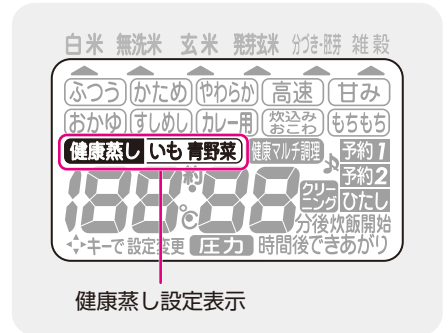 白米 無洗米 玄米 発芽玄米 分づき・胚芽 雑穀
ふつう かため やわらか 高速 甘み
おかゆ すしめし カレー用 炊込みおこわ もちもち
健康蒸し いも 青野菜 健康マルチ調理 ♪ 予約1
約 予約2
188:88 クリーニング ひたし
℃ 分後炊飯開始
キーで設定変更 圧力 時間後できあがり
健康蒸し設定表示